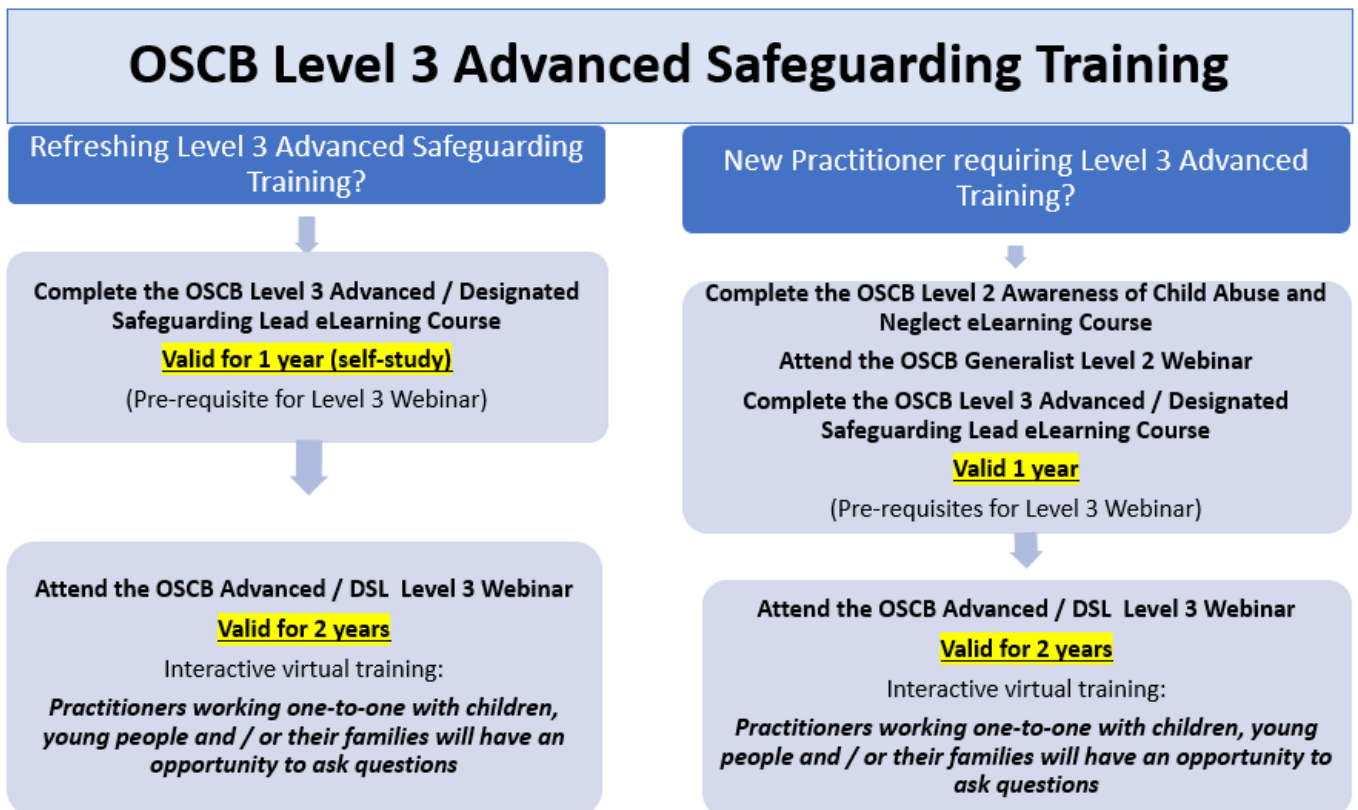 OSCB Level 3 Advanced Safeguarding Training
Refreshing Level 3 Advanced Safeguarding
Training?
Complete the OSCB Level 3 Advanced / Designated
Safeguarding Lead eLearning Course
Valid for 1 year (self-study)
(Pre-requisite for Level 3 Webinar)
Attend the OSCB Advanced / DSL Level 3 Webinar
Valid for 2 years
Interactive virtual training:
Practitioners working one-to-one with children,
young people and / or their families will have an
opportunity to ask questions
New Practitioner requiring Level 3 Advanced
Training?
Complete the OSCB Level 2 Awareness of Child Abuse and
Neglect eLearning Course
Attend the OSCB Generalist Level 2 Webinar
Complete the OSCB Level 3 Advanced / Designated
Safeguarding Lead eLearning Course
Valid 1 year
(Pre-requisites for Level 3 Webinar)
Attend the OSCB Advanced / DSL Level 3 Webinar
Valid for 2 years
Interactive virtual training:
Practitioners working one-to-one with children, young
people and / or their families will have an opportunity to
ask questions